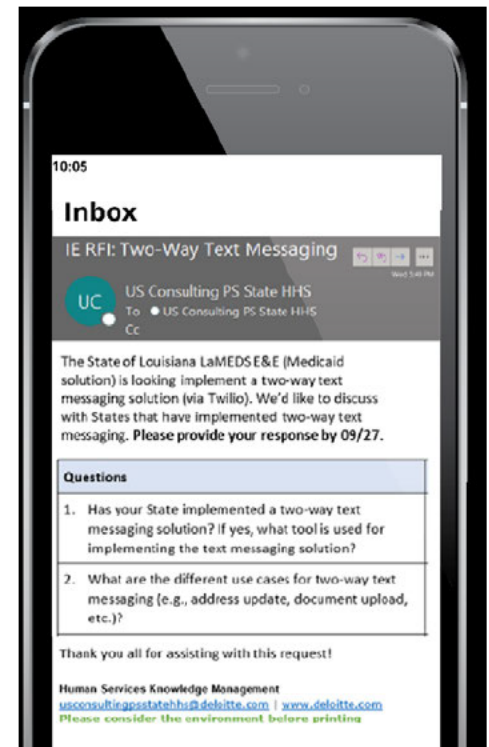 10:05
Inbox
IE RFI: Two-Way Text Messaging
Wed 5:49 PM
UC
US Consulting PS State HHS
To US Consulting PS State HHS
Cc
The State of Louisiana LaMEDS E&E (Medicaid
solution) is looking implement a two-way text
messaging solution (via Twilio). We'd like to discuss
with States that have implemented two-way text
messaging. Please provide your response by 09/27.
Questions
1. Has your State implemented a two-way text
messaging solution? If yes, what tool is used for
implementing the text messaging solution?
2. What are the different use cases for two-way text
messaging (e.g., address update, document upload,
etc.)?
Thank you all for assisting with this request!
Human Services Knowledge Management
usconsultingpsstatehhs@deloitte.com | www.deloitte.com
Please consider the environment before printing